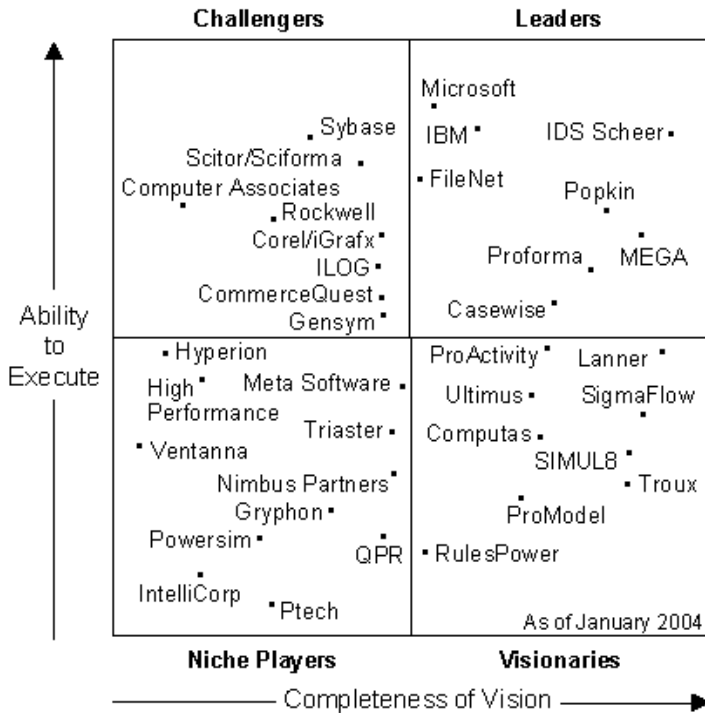 Challengers
Leaders
Microsoft
Sybase
IBM
IDS Scheer
Scitor/Sciforma
FileNet
Computer Associates
Popkin
Rockwell
Corel/iGrafx
MEGA
Proforma
ILOG
CommerceQuest
Casewise
Gensym
Ability
to
Execute
Hyperion
ProActivity
Lanner
High
Performance
Meta Software
Ultimus
SigmaFlow
Triaster
Computas
Ventanna
SIMUL8
Nimbus Partners
Troux
Gryphon
ProModel
Powersim
QPR
RulesPower
IntelliCorp
Ptech
As of January 2004
Niche Players
Visionaries
Completeness of Vision